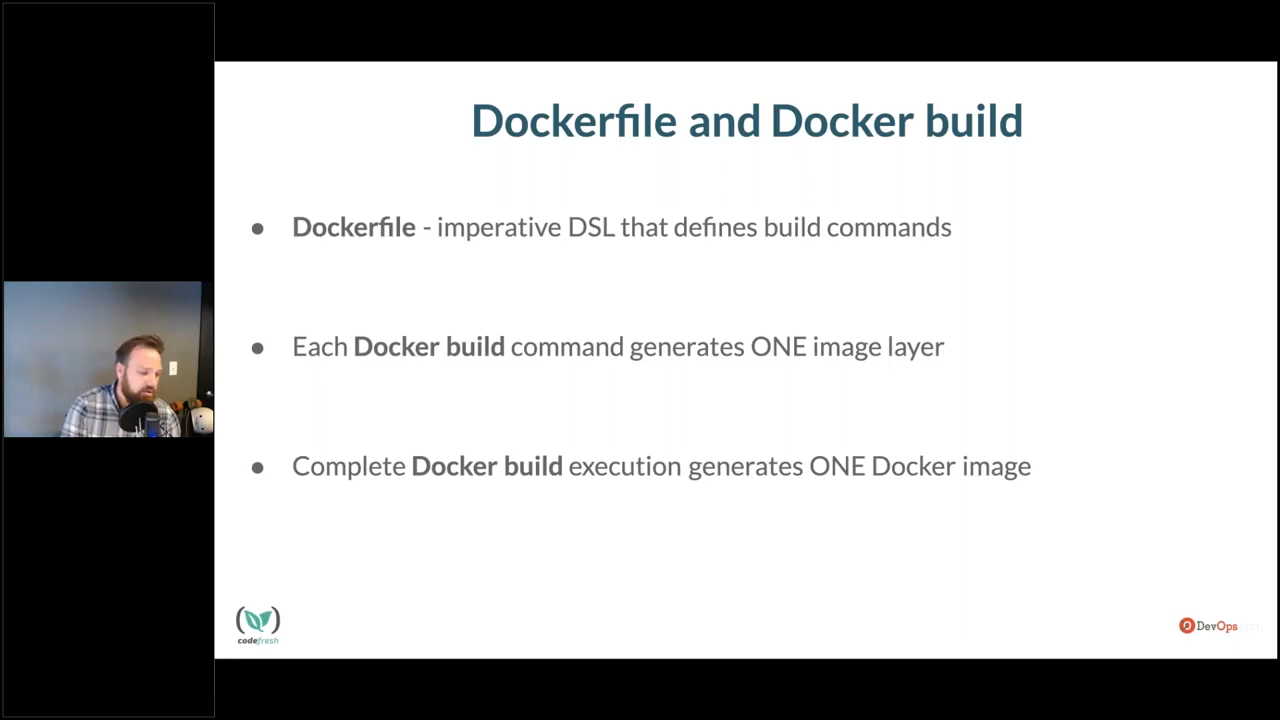 Dockerfile and Docker build
● Dockerfile - imperative DSL that defines build commands
● Each Docker build command generates ONE image layer
● Complete Docker build execution generates ONE Docker image
codefresh
DevOps.com